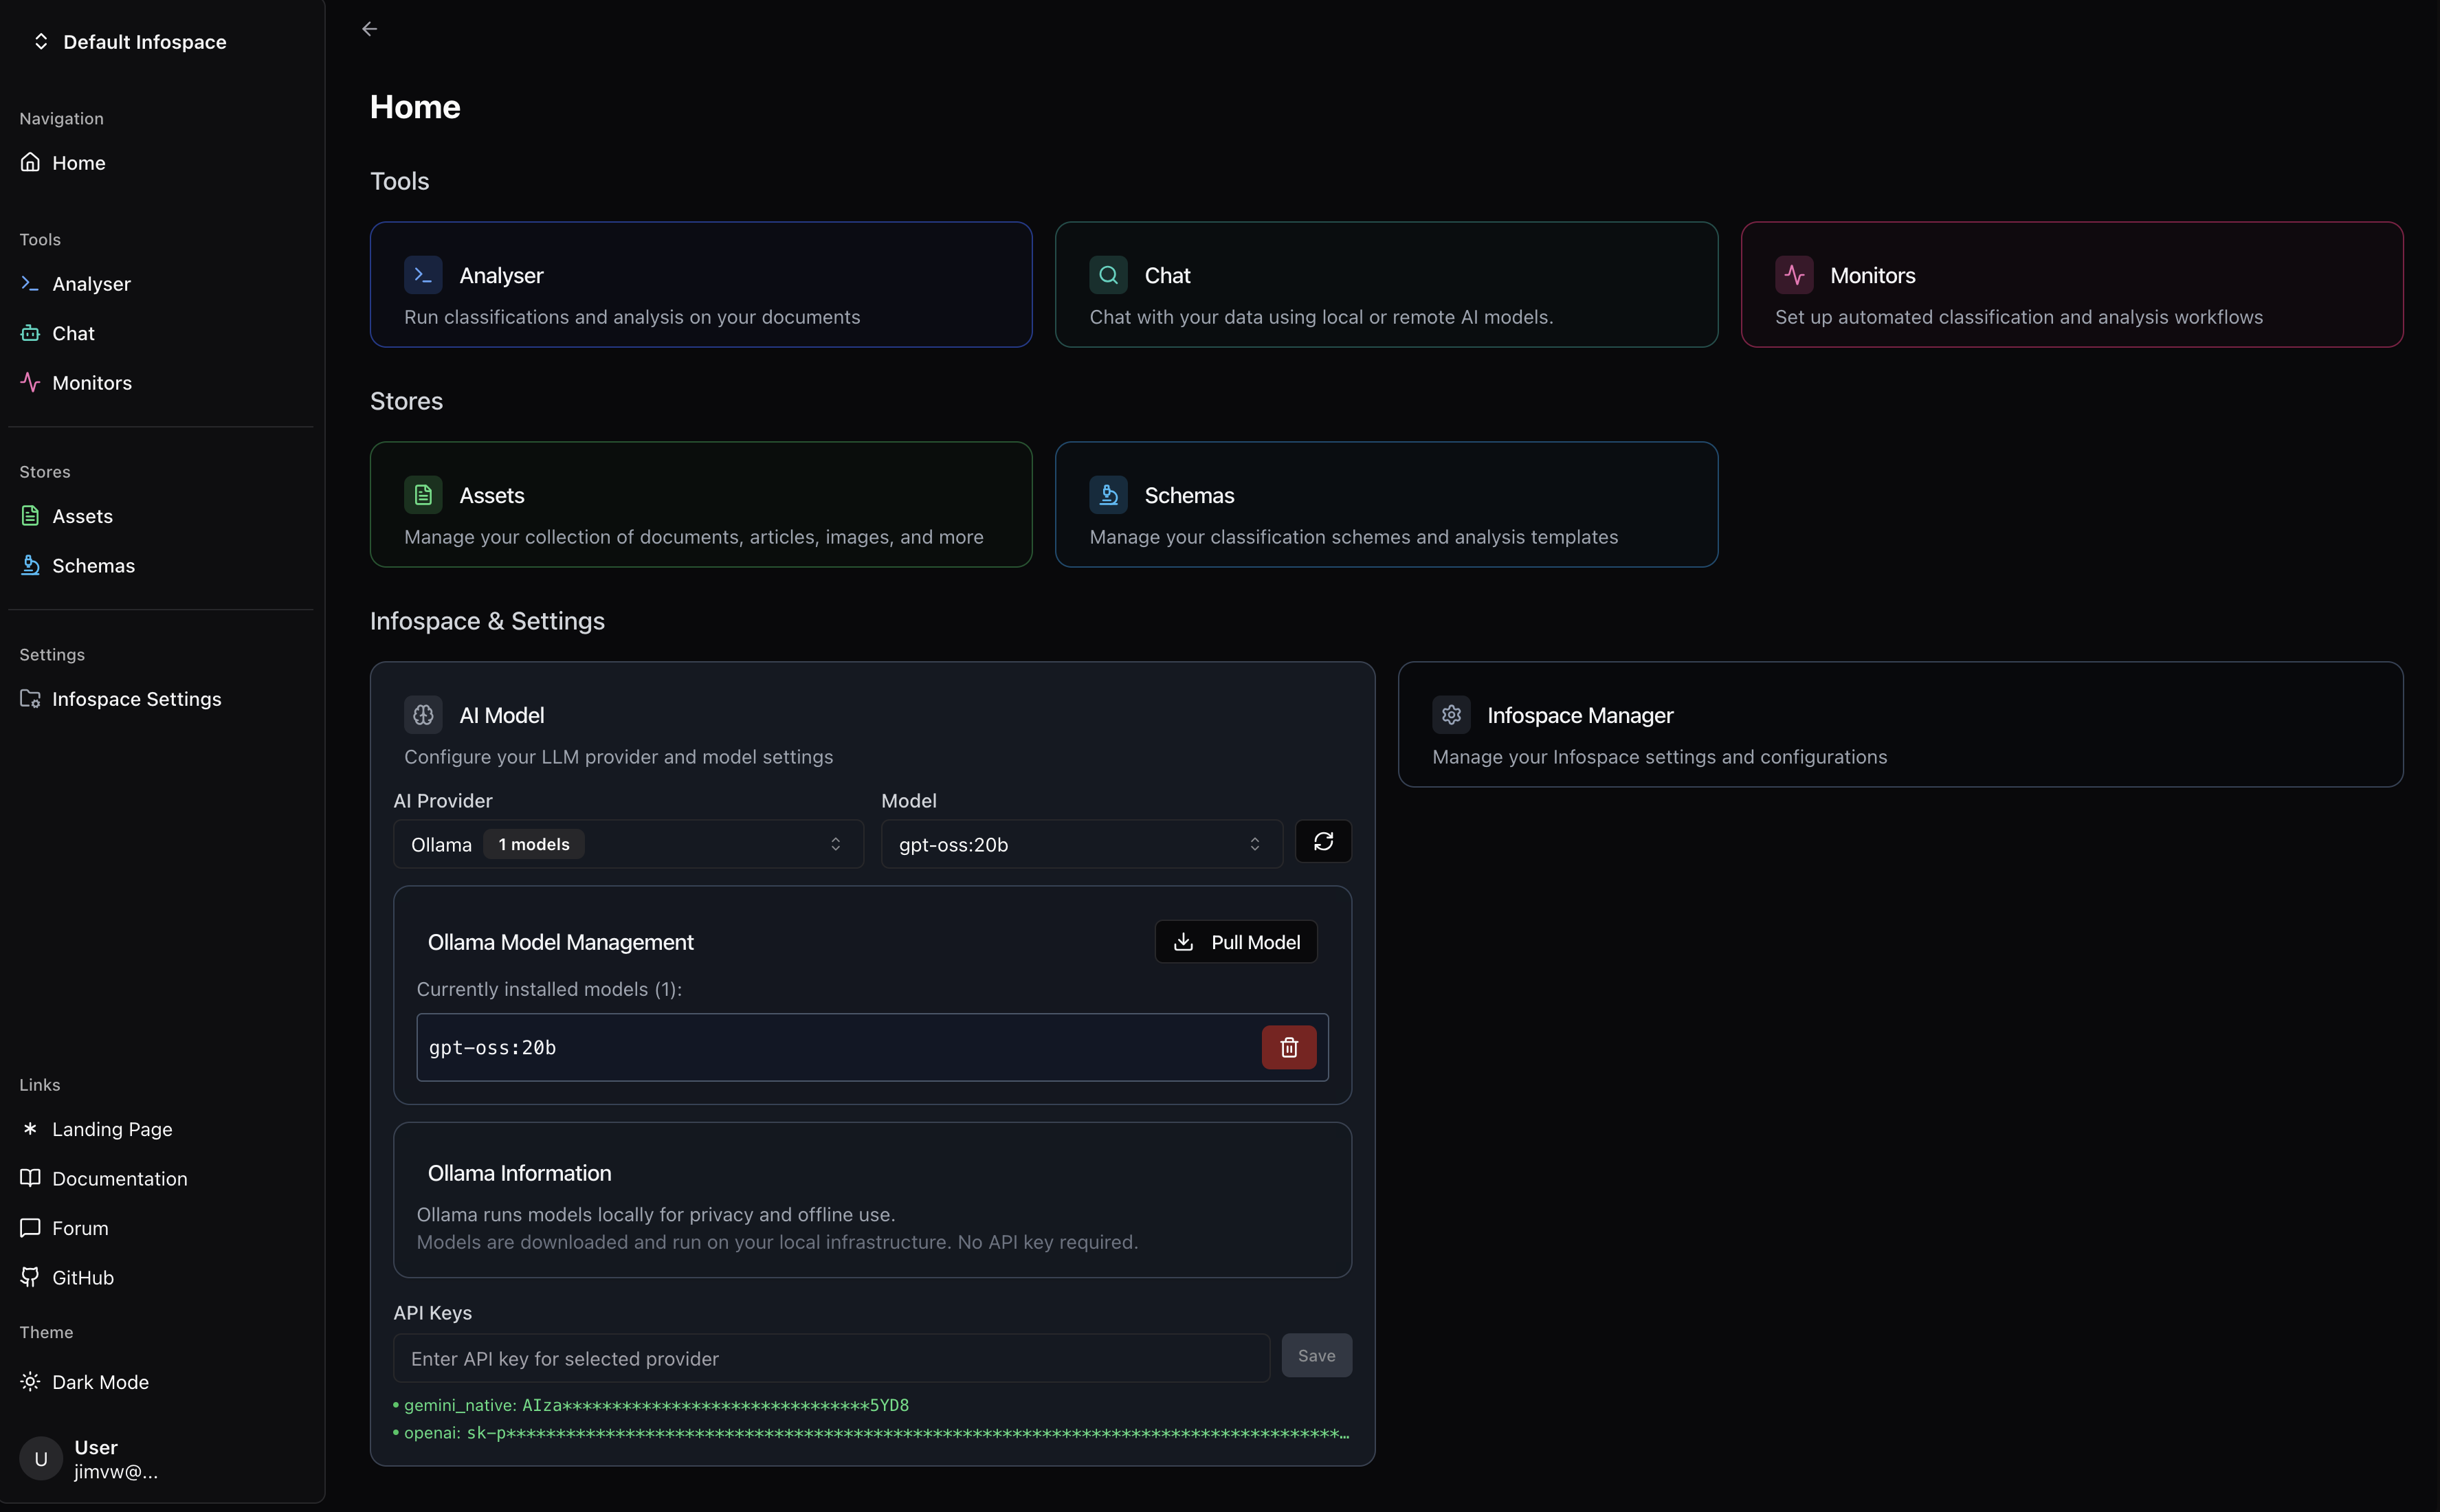 Default Infospace
Navigation
Home
Tools
Analyser
Chat
Monitors
Stores
Assets
Schemas
Settings
Infospace Settings
Links
Landing Page
Documentation
Forum
GitHub
Theme
Dark Mode
U
User
jimvw@...
Home
Tools
Analyser
Run classifications and analysis on your documents
Chat
Chat with your data using local or remote AI models.
Monitors
Set up automated classification and analysis workflows
Stores
Assets
Manage your collection of documents, articles, images, and more
Schemas
Manage your classification schemes and analysis templates
Infospace & Settings
AI Model
Configure your LLM provider and model settings
AI Provider
Ollama 1 models
Model
gpt-oss:20b
Ollama Model Management
Pull Model
Currently installed models (1):
gpt-oss:20b
Ollama Information
Ollama runs models locally for privacy and offline use.
Models are downloaded and run on your local infrastructure. No API key required.
API Keys
Enter API key for selected provider
Save
• gemini_native: AIza*******************************5YD8
• openai: sk-p************************************************************************************…
Infospace Manager
Manage your Infospace settings and configurations